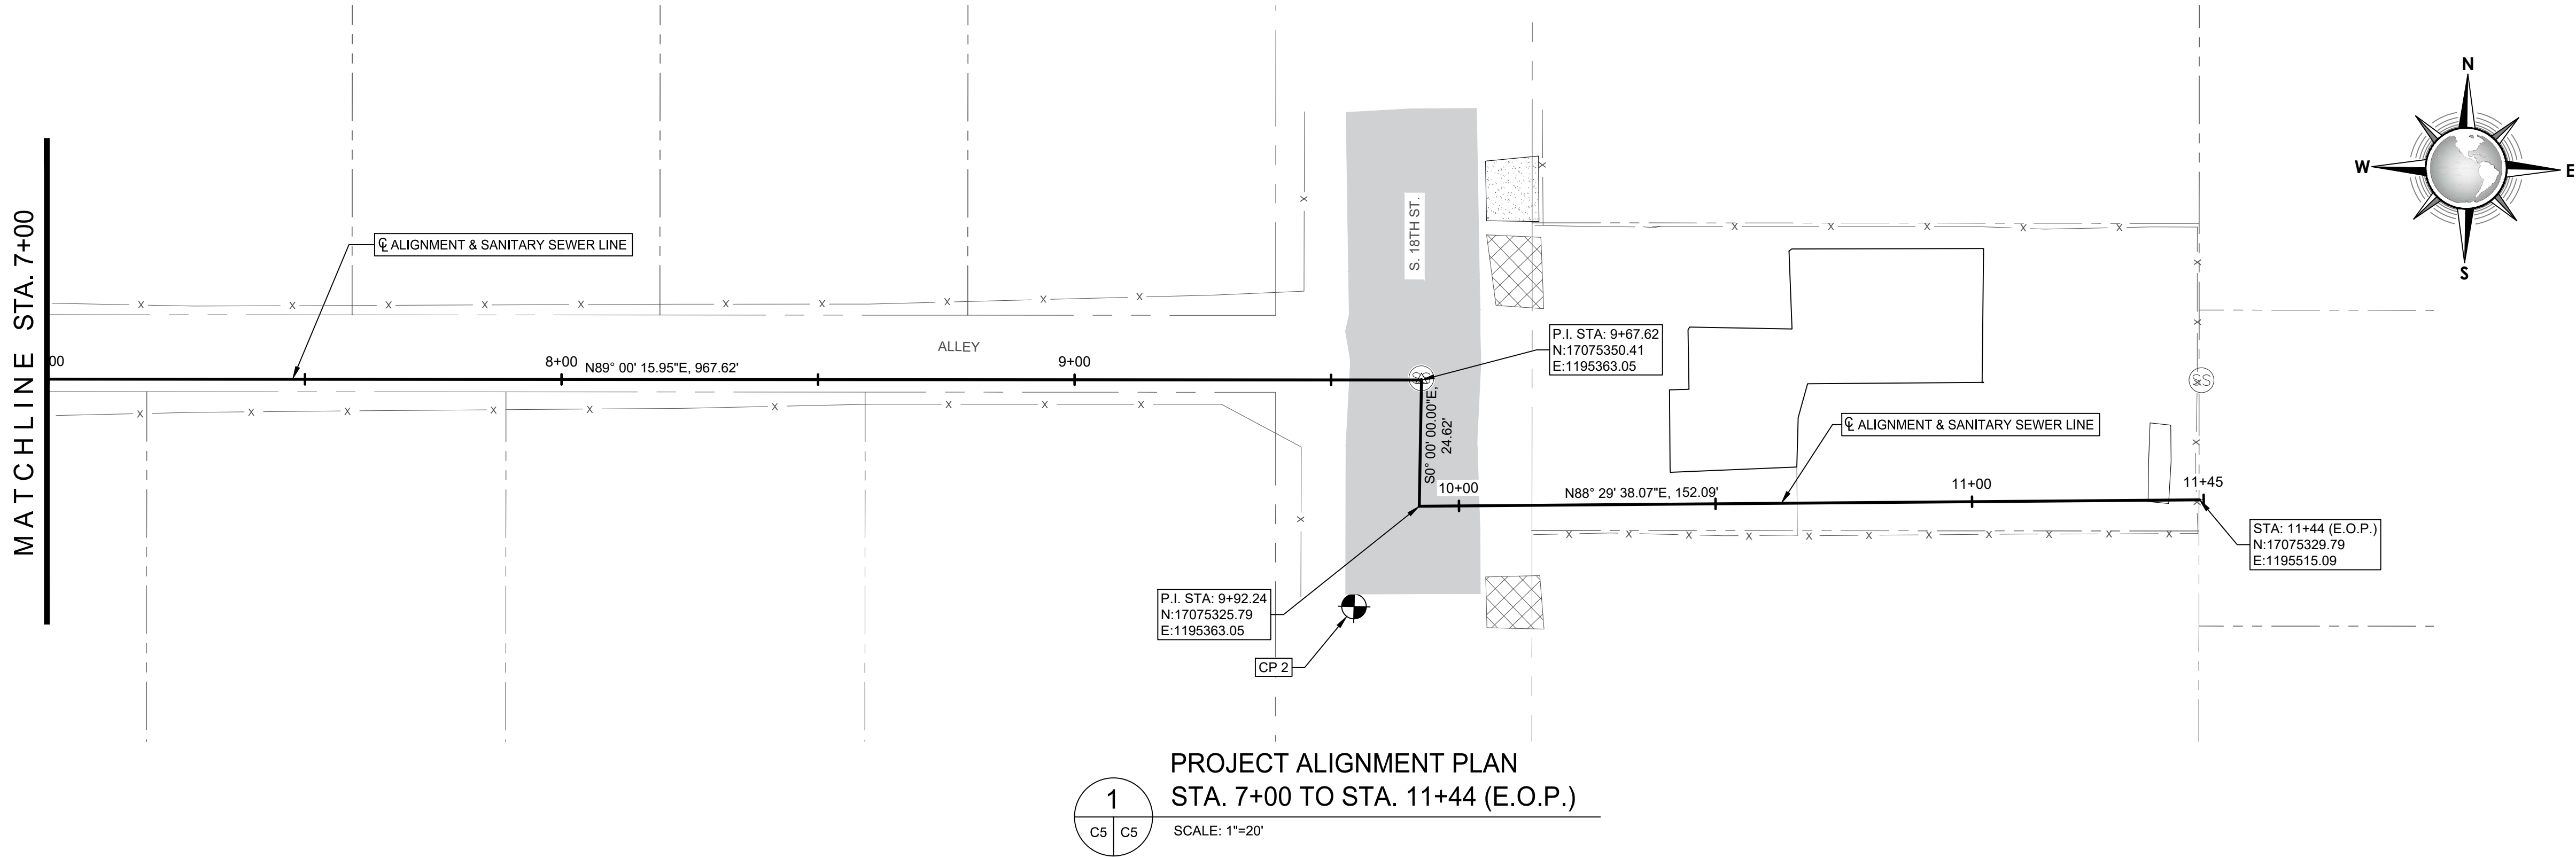 N
W
E
S
MATCHLINE STA. 7+00
℄ ALIGNMENT & SANITARY SEWER LINE
S. 18TH ST.
ALLEY
00
8+00
N89° 00' 15.95"E, 967.62'
9+00
P.I. STA: 9+67.62
N:17075350.41
E:1195363.05
SS
S0° 00' 00.00"E,
24.62'
℄ ALIGNMENT & SANITARY SEWER LINE
10+00
N88° 29' 38.07"E, 152.09'
11+00
11+45
STA: 11+44 (E.O.P.)
N:17075329.79
E:1195515.09
P.I. STA: 9+92.24
N:17075325.79
E:1195363.05
CP 2
PROJECT ALIGNMENT PLAN
1
STA. 7+00 TO STA. 11+44 (E.O.P.)
C5 C5
SCALE: 1"=20'